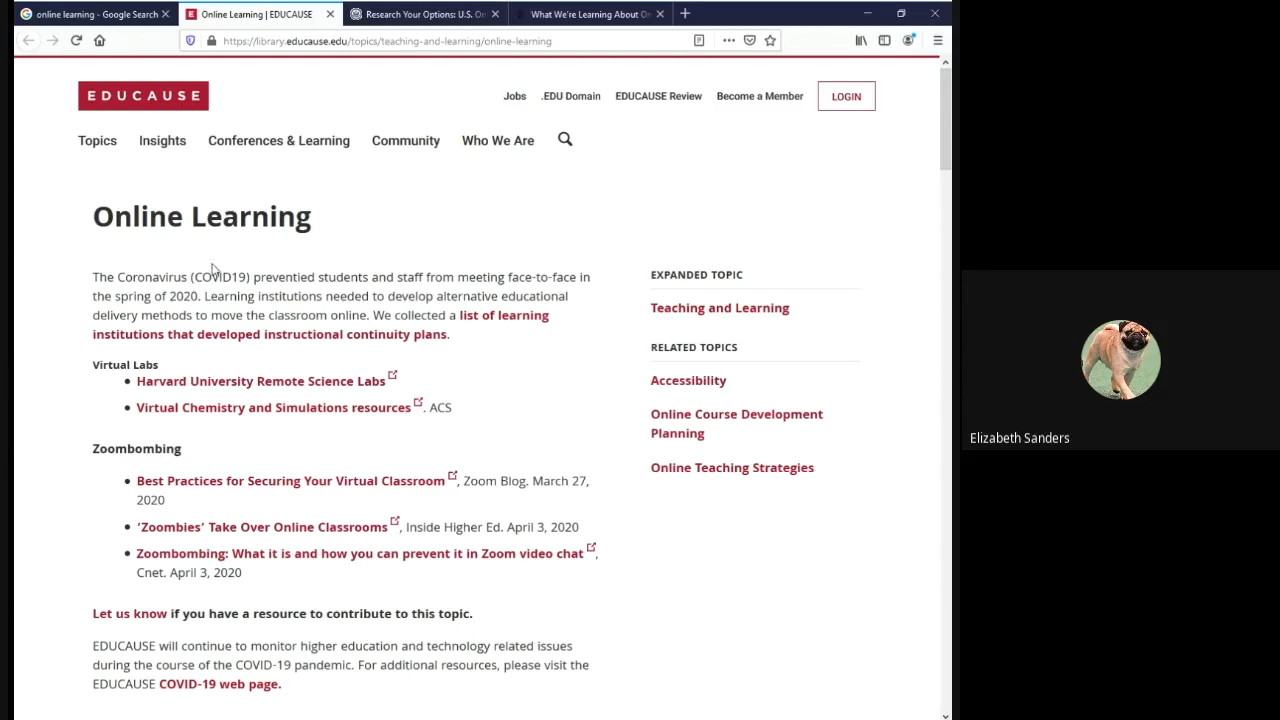 online learning - Google Search
Online Learning | EDUCAUSE
Research Your Options: U.S. On
What We're Learning About On
https://library.educause.edu/topics/teaching-and-learning/online-learning
EDUCAUSE
Jobs
.EDU Domain
EDUCAUSE Review
Become a Member
LOGIN
Topics
Insights
Conferences & Learning
Community
Who We Are
Online Learning
The Coronavirus (COVID19) preventied students and staff from meeting face-to-face in
the spring of 2020. Learning institutions needed to develop alternative educational
delivery methods to move the classroom online. We collected a list of learning
institutions that developed instructional continuity plans.
Virtual Labs
• Harvard University Remote Science Labs
• Virtual Chemistry and Simulations resources. ACS
Zoombombing
• Best Practices for Securing Your Virtual Classroom, Zoom Blog. March 27,
2020
• ‘Zoombies’ Take Over Online Classrooms, Inside Higher Ed. April 3, 2020
• Zoombombing: What it is and how you can prevent it in Zoom video chat,
Cnet. April 3, 2020
Let us know if you have a resource to contribute to this topic.
EDUCAUSE will continue to monitor higher education and technology related issues
during the course of the COVID-19 pandemic. For additional resources, please visit the
EDUCAUSE COVID-19 web page.
EXPANDED TOPIC
Teaching and Learning
RELATED TOPICS
Accessibility
Online Course Development
Planning
Online Teaching Strategies
Elizabeth Sanders